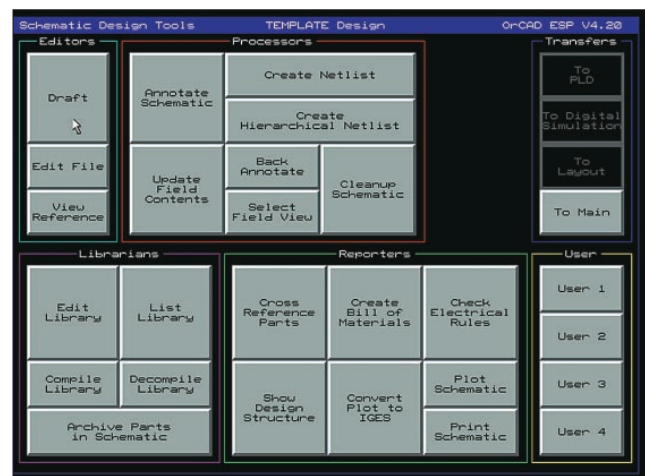 Schematic Design Tools TEMPLATE Design OrCAD ESP V4.20
Editors
Draft
Edit File
View
Reference
Processors
Annotate
Schematic
Create Netlist
Create
Hierarchical Netlist
Update
Field
Contents
Back
Annotate
Select
Field View
Cleanup
Schematic
Transfers
To
PLD
To Digital
Simulation
To
Layout
To Main
Librarians
Edit
Library
List
Library
Compile
Library
Decompile
Library
Archive Parts
in Schematic
Reporters
Cross
Reference
Parts
Create
Bill of
Materials
Check
Electrical
Rules
Show
Design
Structure
Convert
Plot to
IGES
Plot
Schematic
Print
Schematic
User
User 1
User 2
User 3
User 4